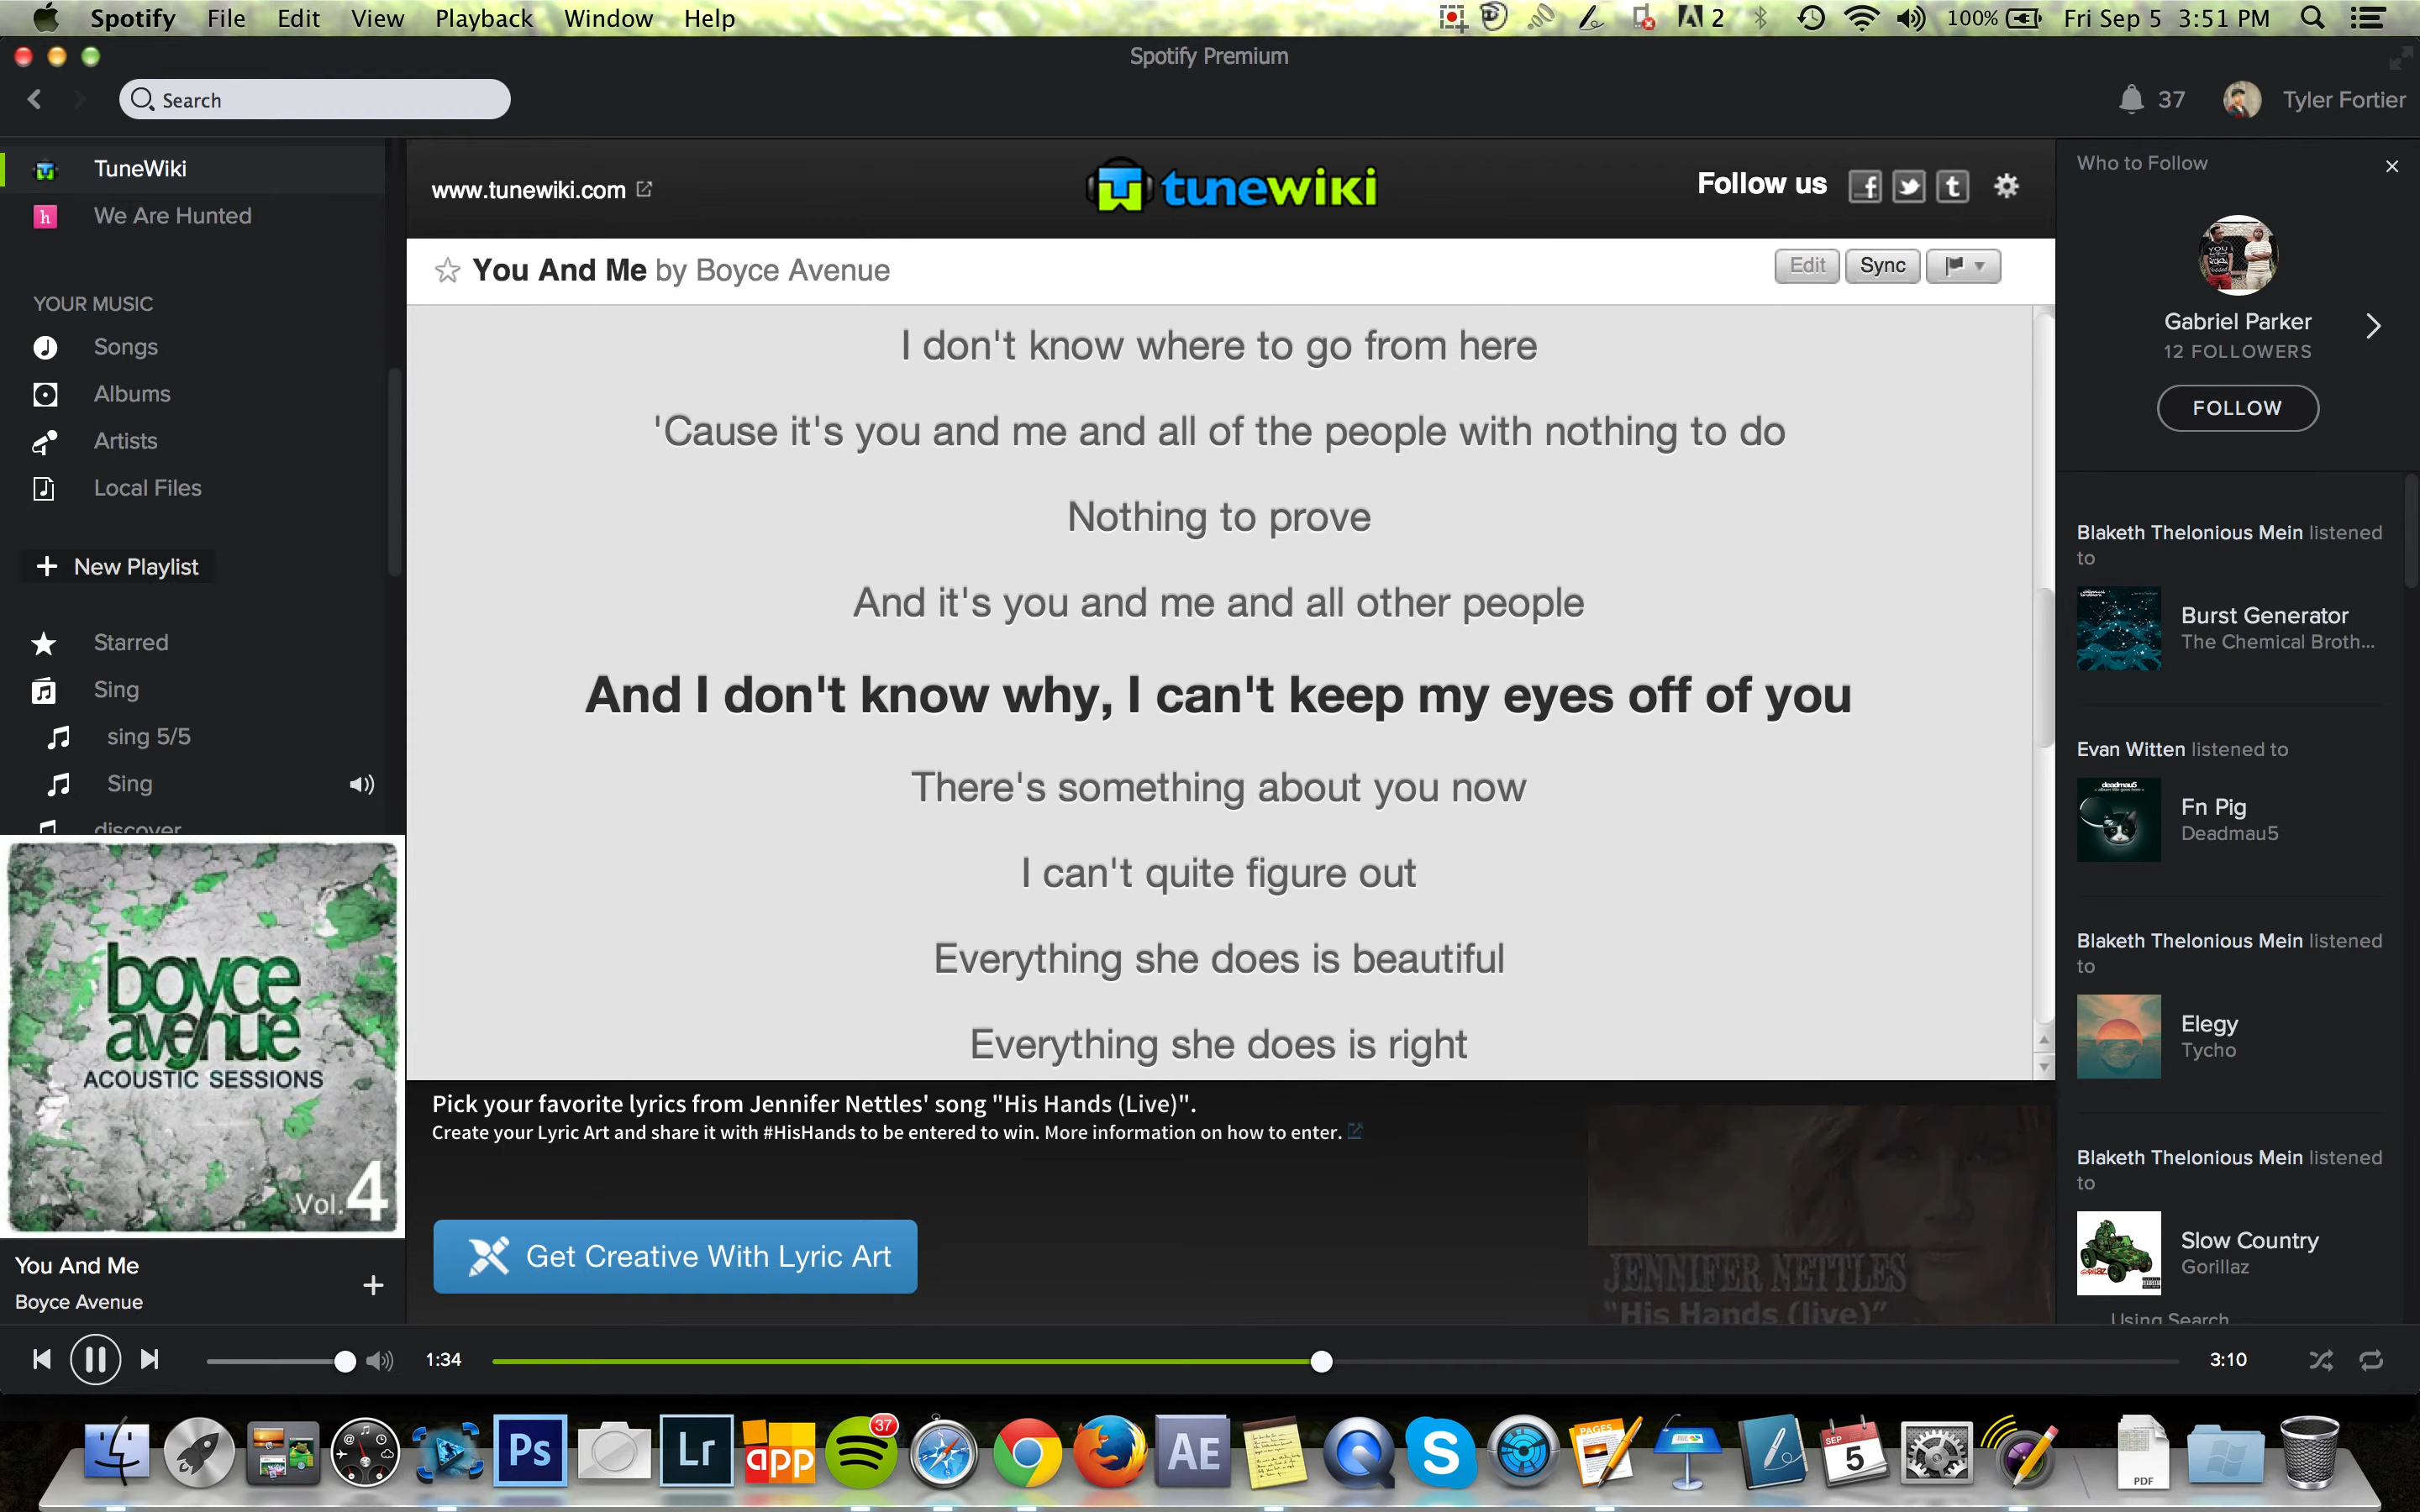 Spotify File Edit View Playback Window Help 2 100% Fri Sep 5 3:51 PM
Spotify Premium
Search 37 Tyler Fortier
TuneWiki
We Are Hunted
YOUR MUSIC
Songs
Albums
Artists
Local Files
New Playlist
Starred
Sing
sing 5/5
Sing
discover
boyce
avenue
ACOUSTIC SESSIONS
Vol.4
You And Me
Boyce Avenue
www.tunewiki.com tunewiki Follow us
You And Me by Boyce Avenue Edit Sync
I don't know where to go from here
'Cause it's you and me and all of the people with nothing to do
Nothing to prove
And it's you and me and all other people
And I don't know why, I can't keep my eyes off of you
There's something about you now
I can't quite figure out
Everything she does is beautiful
Everything she does is right
Pick your favorite lyrics from Jennifer Nettles' song "His Hands (Live)".
Create your Lyric Art and share it with #HisHands to be entered to win. More information on how to enter.
Get Creative With Lyric Art
JENNIFER NETTLES
"His Hands (live)"
Who to Follow
Gabriel Parker
12 FOLLOWERS
FOLLOW
Blaketh Thelonious Mein listened
to
Burst Generator
The Chemical Broth...
Evan Witten listened to
deadmau5
Fn Pig
Deadmau5
Blaketh Thelonious Mein listened
to
Elegy
Tycho
Blaketh Thelonious Mein listened
to
Slow Country
Gorillaz
Using Search
1:34 3:10
Ps Lr app 37 AE PAGES SEP 5 PDF